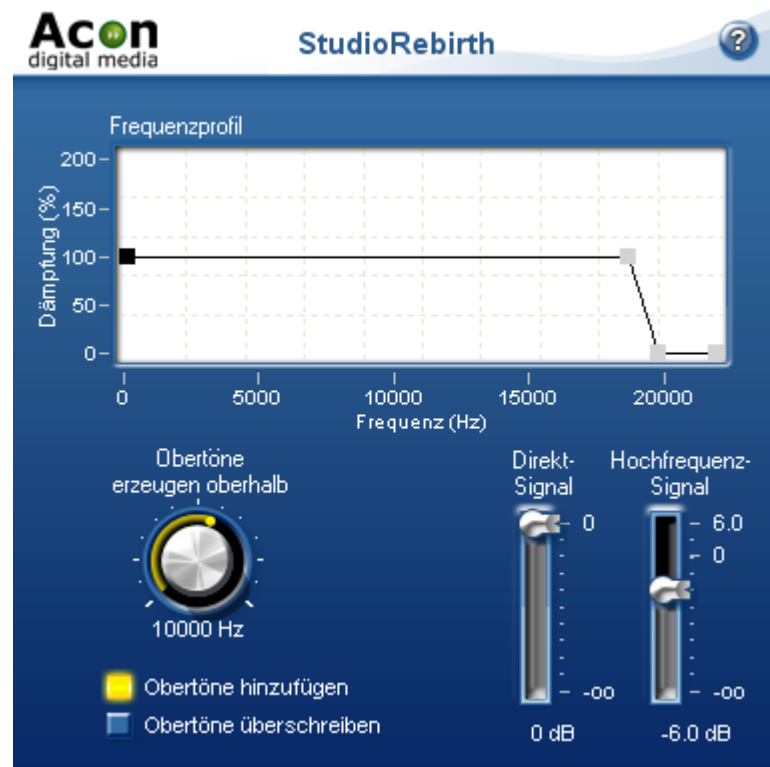 Acon
digital media
StudioRebirth
?
Frequenzprofil
Dämpfung (%)
200
150
100
50
0
0
5000
10000
15000
20000
Frequenz (Hz)
Obertöne
erzeugen oberhalb
10000 Hz
Obertöne hinzufügen
Obertöne überschreiben
Direkt-
Signal
0
-oo
0 dB
Hochfrequenz-
Signal
6.0
0
-oo
-6.0 dB